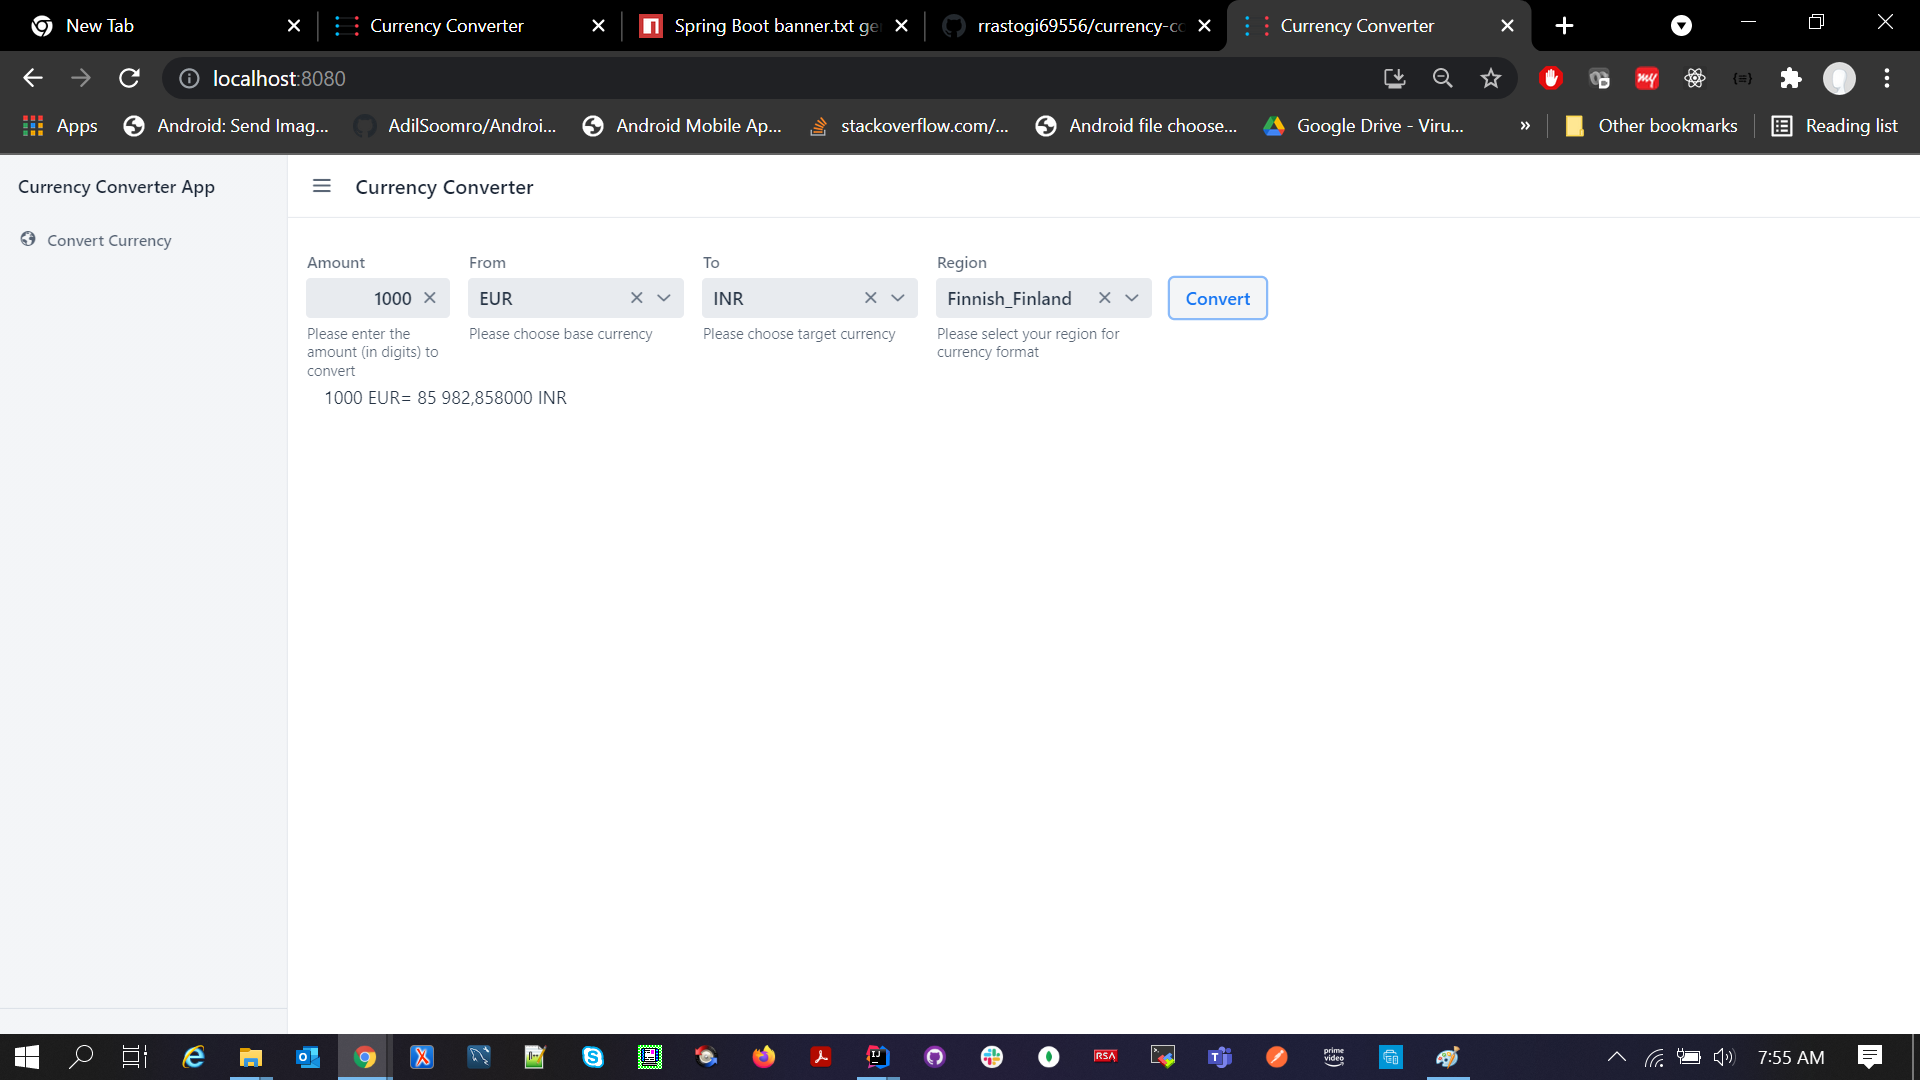 New Tab
Currency Converter
Spring Boot banner.txt ge
rrastogi69556/currency-cc
Currency Converter
localhost:8080
Apps
Android: Send Imag...
AdilSoomro/Androi...
Android Mobile Ap...
stackoverflow.com/...
Android file choose...
Google Drive - Viru...
»
Other bookmarks
Reading list
Currency Converter App
Currency Converter
Convert Currency
Amount
From
To
Region
1000
EUR
INR
Finnish_Finland
Convert
Please enter the
amount (in digits) to
convert
Please choose base currency
Please choose target currency
Please select your region for
currency format
1000 EUR= 85 982,858000 INR
RSA
prime
video
7:55 AM